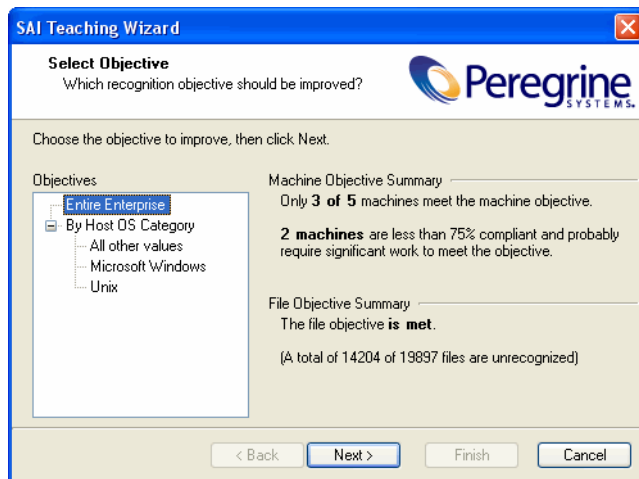 SAI Teaching Wizard
Select Objective
Which recognition objective should be improved?
Peregrine
SYSTEMS.
Choose the objective to improve, then click Next.
Objectives
Entire Enterprise
By Host OS Category
All other values
Microsoft Windows
Unix
Machine Objective Summary
Only 3 of 5 machines meet the machine objective.
2 machines are less than 75% compliant and probably
require significant work to meet the objective.
File Objective Summary
The file objective is met.
(A total of 14204 of 19897 files are unrecognized)
< Back
Next >
Finish
Cancel